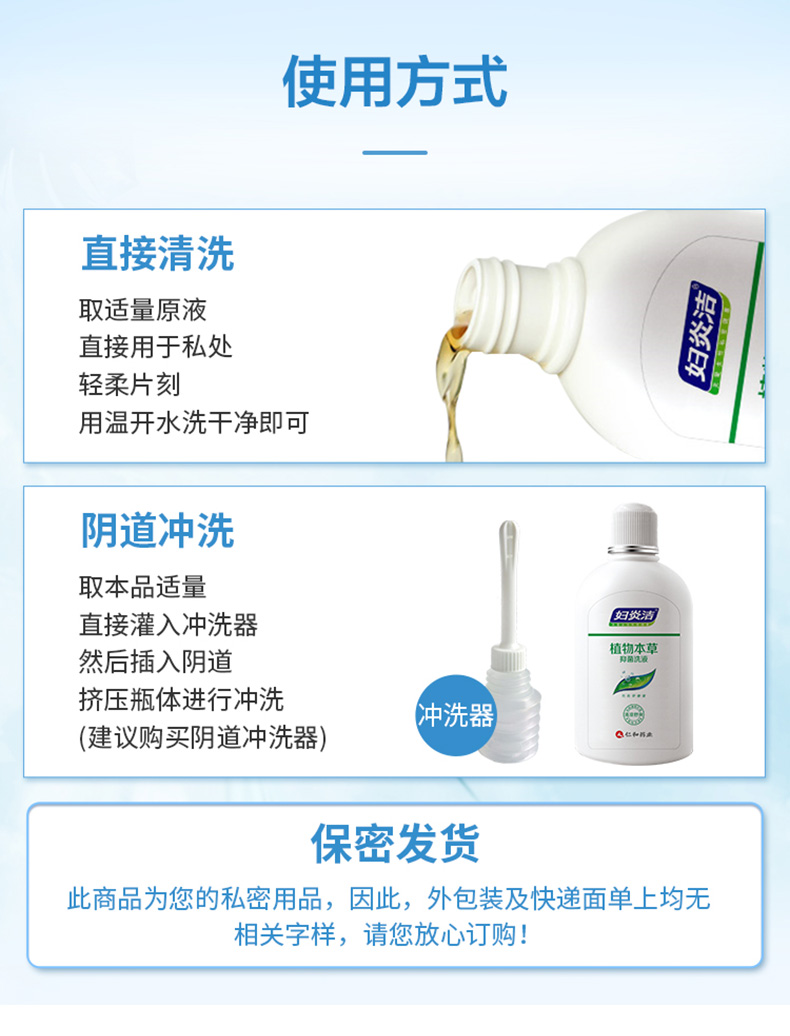 使用方式
直接清洗
取适量原液
直接用于私处
轻柔片刻
用温开水洗干净即可
妇炎洁®
阴道冲洗
取本品适量
直接灌入冲洗器
然后插入阴道
挤压瓶体进行冲洗
(建议购买阴道冲洗器)
冲洗器
妇炎洁
植物本草
抑菌洗液
仁和药业
保密发货
此商品为您的私密用品，因此，外包装及快递面单上均无
相关字样，请您放心订购！